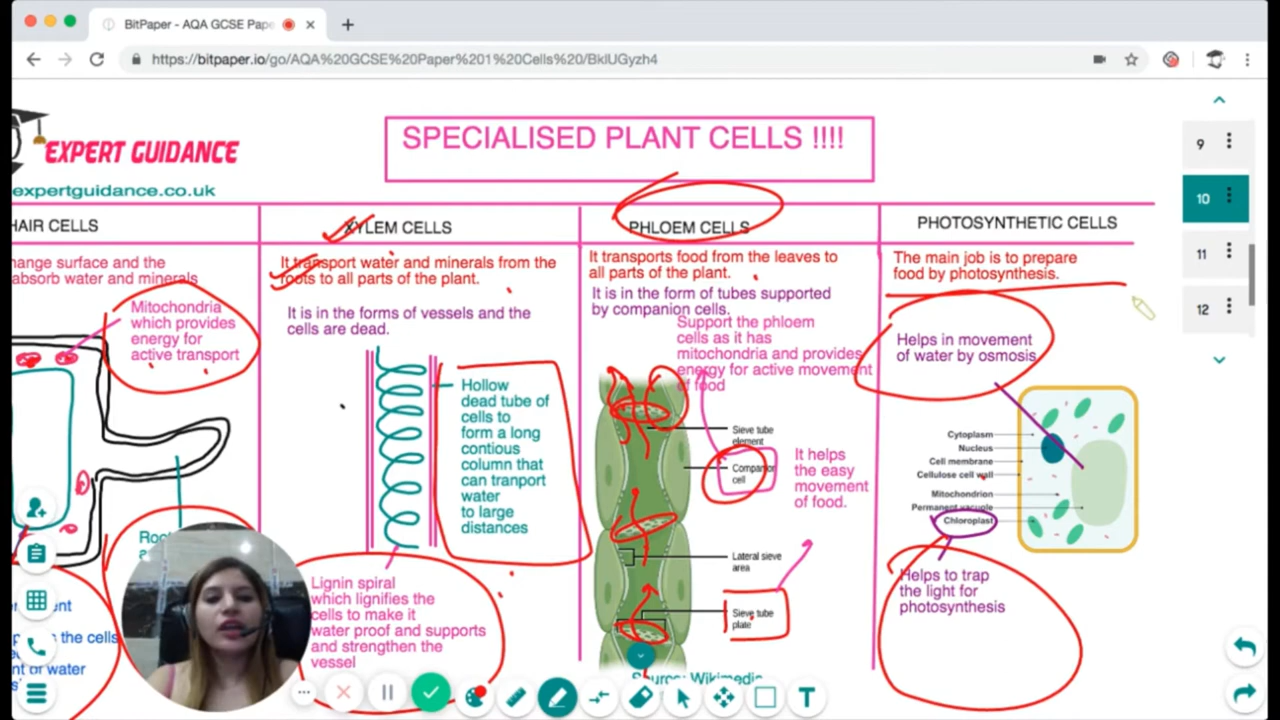 BitPaper - AQA GCSE Pape
https://bitpaper.io/go/AQA%20GCSE%20Paper%201%20Cells%20/BklUGyzh4
SPECIALISED PLANT CELLS !!!!
EXPERT GUIDANCE
expertguidance.co.uk
9
10
11
12
HAIR CELLS
hange surface and the
absorb water and minerals
Mitochondria
which provides
energy for
active transport
Root
XYLEM CELLS
It transport water and minerals from the
roots to all parts of the plant.
It is in the forms of vessels and the
cells are dead.
Hollow
dead tube of
cells to
form a long
contious
column that
can tranport
water
to large
distances
Lignin spiral
which lignifies the
cells to make it
water proof and supports
and strengthen the
vessel
PHLOEM CELLS
It transports food from the leaves to
all parts of the plant.
It is in the form of tubes supported
by companion cells.
Support the phloem
cells as it has
mitochondria and provides
energy for active movement
of food
Sieve tube
element
Companion
cell
It helps
the easy
movement
of food.
Lateral sieve
area
Sieve tube
plate
Source: Wikimedia
PHOTOSYNTHETIC CELLS
The main job is to prepare
food by photosynthesis.
Helps in movement
of water by osmosis
Cytoplasm
Nucleus
Cell membrane
Cellulose cell wall
Mitochondrion
Permanent vacuole
Chloroplast
Helps to trap
the light for
photosynthesis
the cells
of water
T